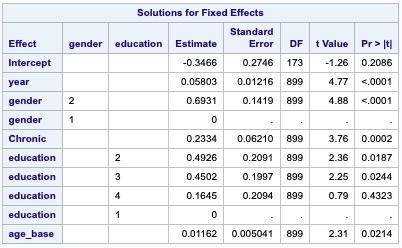 Solutions for Fixed Effects
Effect gender education Estimate Standard Error DF t Value Pr > |t|
Intercept -0.3466 0.2746 173 -1.26 0.2086
year 0.05803 0.01216 899 4.77 <.0001
gender 2 0.6931 0.1419 899 4.88 <.0001
gender 1 0 . . . .
Chronic 0.2334 0.06210 899 3.76 0.0002
education 2 0.4926 0.2091 899 2.36 0.0187
education 3 0.4502 0.1997 899 2.25 0.0244
education 4 0.1645 0.2094 899 0.79 0.4323
education 1 0 . . . .
age_base 0.01162 0.005041 899 2.31 0.0214